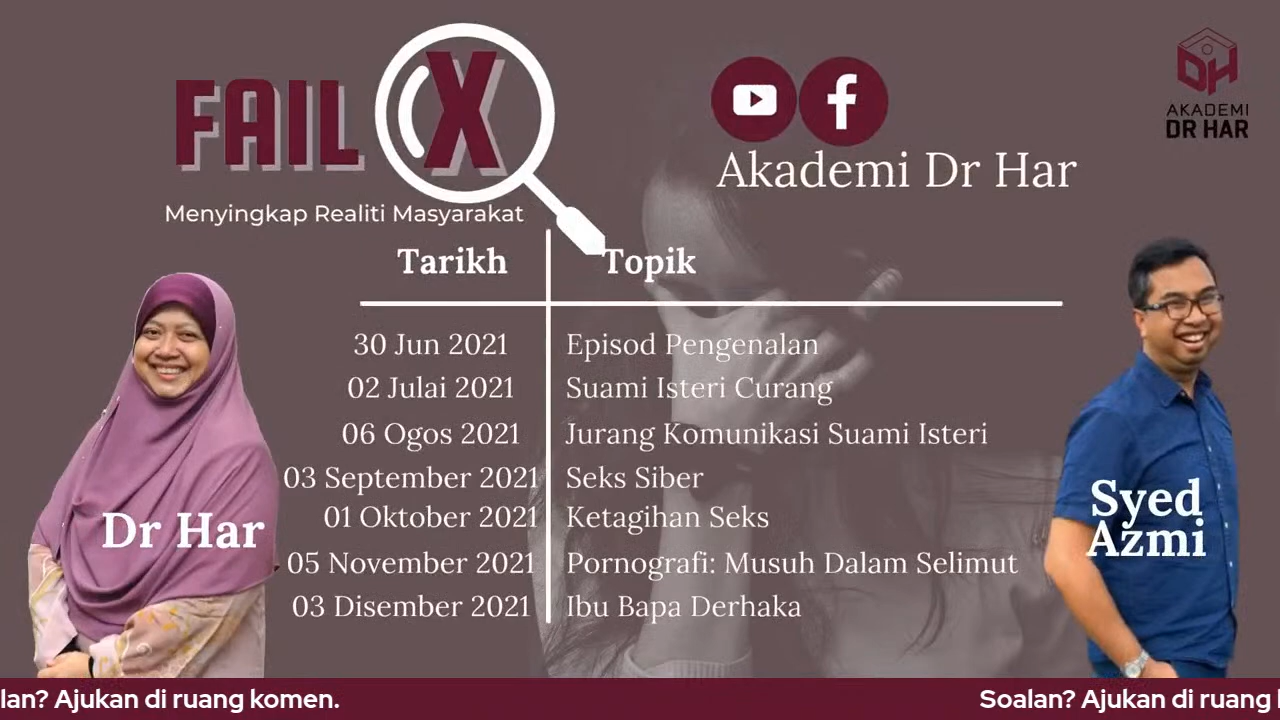 FAIL X
Menyingkap Realiti Masyarakat
Akademi Dr Har
DH
AKADEMI
DR HAR
Tarikh Topik
30 Jun 2021 Episod Pengenalan
02 Julai 2021 Suami Isteri Curang
06 Ogos 2021 Jurang Komunikasi Suami Isteri
03 September 2021 Seks Siber
01 Oktober 2021 Ketagihan Seks
05 November 2021 Pornografi: Musuh Dalam Selimut
03 Disember 2021 Ibu Bapa Derhaka
Dr Har
Syed
Azmi
lan? Ajukan di ruang komen. Soalan? Ajukan di ruang